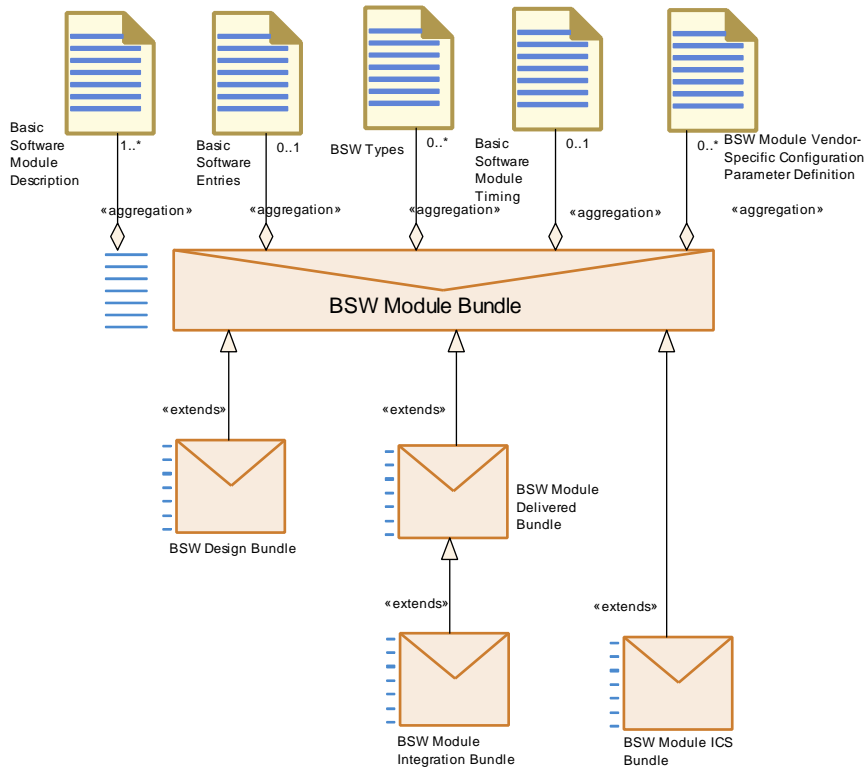 Basic
Software
Module
Description
1..*
Basic
Software
Entries
0..1
BSW Types
0..*
Basic
Software
Module
Timing
0..1
BSW Module Vendor-
Specific Configuration
Parameter Definition
0..*
«aggregation»
«aggregation»
«aggregation»
«aggregation»
«aggregation»
BSW Module Bundle
«extends»
«extends»
BSW Design Bundle
BSW Module
Delivered
Bundle
«extends»
«extends»
BSW Module
Integration Bundle
BSW Module ICS
Bundle